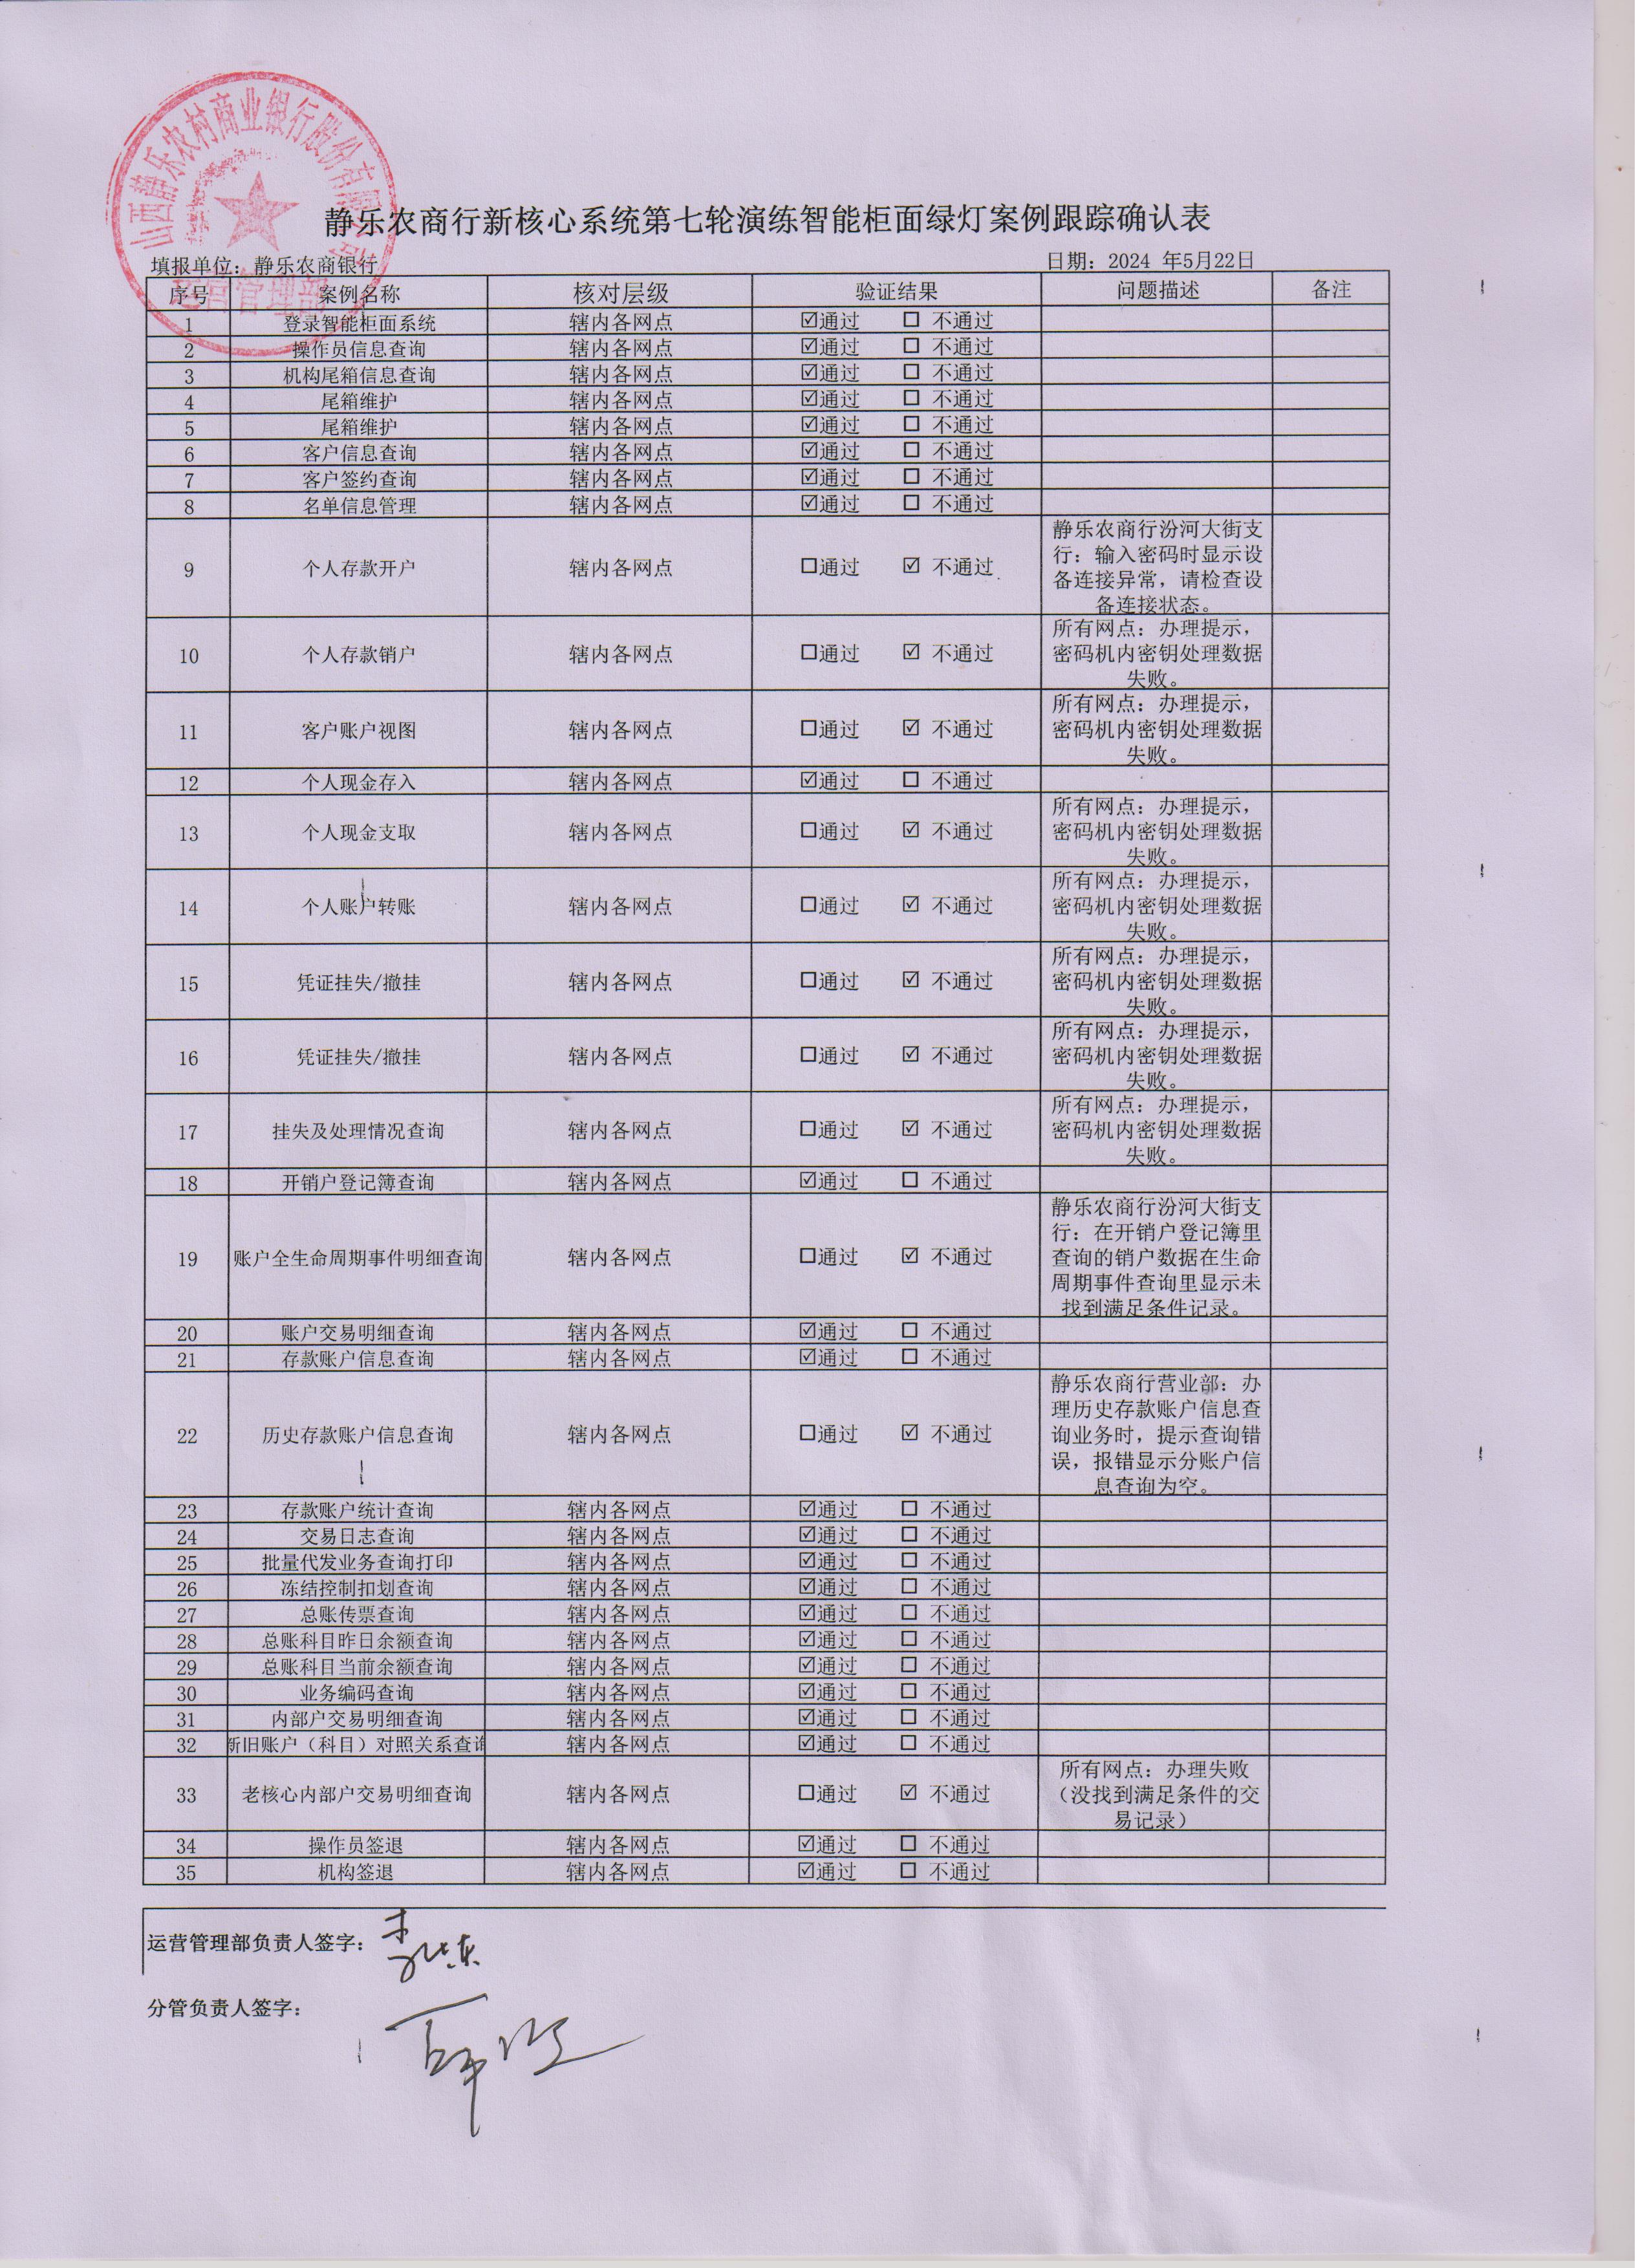 山西静乐农村商业银行股份有限公司
运营管理部
静乐农商行新核心系统第七轮演练智能柜面绿灯案例跟踪确认表
填报单位：静乐农商银行 日期：2024 年5月22日
序号 案例名称 核对层级 验证结果 问题描述 备注
1 登录智能柜面系统 辖内各网点 ☑通过 ☐ 不通过
2 操作员信息查询 辖内各网点 ☑通过 ☐ 不通过
3 机构尾箱信息查询 辖内各网点 ☑通过 ☐ 不通过
4 尾箱维护 辖内各网点 ☑通过 ☐ 不通过
5 尾箱维护 辖内各网点 ☑通过 ☐ 不通过
6 客户信息查询 辖内各网点 ☑通过 ☐ 不通过
7 客户签约查询 辖内各网点 ☑通过 ☐ 不通过
8 名单信息管理 辖内各网点 ☑通过 ☐ 不通过
9 个人存款开户 辖内各网点 ☐通过 ☑ 不通过
静乐农商行汾河大街支
行：输入密码时显示设
备连接异常，请检查设
备连接状态。
10 个人存款销户 辖内各网点 ☐通过 ☑ 不通过
所有网点：办理提示，
密码机内密钥处理数据
失败。
11 客户账户视图 辖内各网点 ☐通过 ☑ 不通过
所有网点：办理提示，
密码机内密钥处理数据
失败。
12 个人现金存入 辖内各网点 ☑通过 ☐ 不通过
13 个人现金支取 辖内各网点 ☐通过 ☑ 不通过
所有网点：办理提示，
密码机内密钥处理数据
失败。
14 个人账户转账 辖内各网点 ☐通过 ☑ 不通过
所有网点：办理提示，
密码机内密钥处理数据
失败。
15 凭证挂失/撤挂 辖内各网点 ☐通过 ☑ 不通过
所有网点：办理提示，
密码机内密钥处理数据
失败。
16 凭证挂失/撤挂 辖内各网点 ☐通过 ☑ 不通过
所有网点：办理提示，
密码机内密钥处理数据
失败。
17 挂失及处理情况查询 辖内各网点 ☐通过 ☑ 不通过
所有网点：办理提示，
密码机内密钥处理数据
失败。
18 开销户登记簿查询 辖内各网点 ☑通过 ☐ 不通过
19 账户全生命周期事件明细查询 辖内各网点 ☐通过 ☑ 不通过
静乐农商行汾河大街支
行：在开销户登记簿里
查询的销户数据在生命
周期事件查询里显示未
找到满足条件记录。
20 账户交易明细查询 辖内各网点 ☑通过 ☐ 不通过
21 存款账户信息查询 辖内各网点 ☑通过 ☐ 不通过
22 历史存款账户信息查询 辖内各网点 ☐通过 ☑ 不通过
静乐农商行营业部：办
理历史存款账户信息查
询业务时，提示查询错
误，报错显示分账户信
息查询为空。
23 存款账户统计查询 辖内各网点 ☑通过 ☐ 不通过
24 交易日志查询 辖内各网点 ☑通过 ☐ 不通过
25 批量代发业务查询打印 辖内各网点 ☑通过 ☐ 不通过
26 冻结控制扣划查询 辖内各网点 ☑通过 ☐ 不通过
27 总账传票查询 辖内各网点 ☑通过 ☐ 不通过
28 总账科目昨日余额查询 辖内各网点 ☑通过 ☐ 不通过
29 总账科目当前余额查询 辖内各网点 ☑通过 ☐ 不通过
30 业务编码查询 辖内各网点 ☑通过 ☐ 不通过
31 内部户交易明细查询 辖内各网点 ☑通过 ☐ 不通过
32 新旧账户（科目）对照关系查询 辖内各网点 ☑通过 ☐ 不通过
33 老核心内部户交易明细查询 辖内各网点 ☐通过 ☑ 不通过
所有网点：办理失败
（没找到满足条件的交
易记录）
34 操作员签退 辖内各网点 ☑通过 ☐ 不通过
35 机构签退 辖内各网点 ☑通过 ☐ 不通过
运营管理部负责人签字：
分管负责人签字：